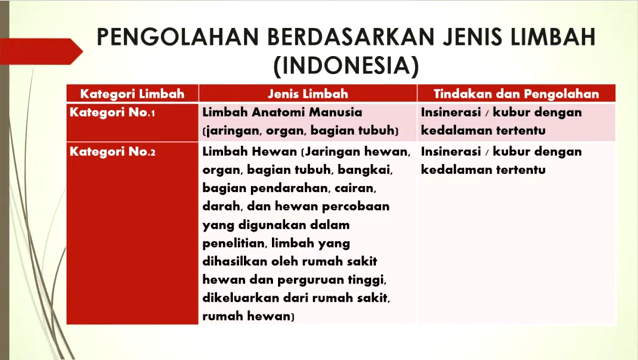 PENGOLAHAN BERDASARKAN JENIS LIMBAH
(INDONESIA)
Kategori Limbah
Jenis Limbah
Tindakan dan Pengolahan
Kategori No.1
Limbah Anatomi Manusia
(jaringan, organ, bagian tubuh)
Insinerasi / kubur dengan
kedalaman tertentu
Kategori No.2
Limbah Hewan (Jaringan hewan,
organ, bagian tubuh, bangkai,
bagian pendarahan, cairan,
darah, dan hewan percobaan
yang digunakan dalam
penelitian, limbah yang
dihasilkan oleh rumah sakit
hewan dan perguruan tinggi,
dikeluarkan dari rumah sakit,
rumah hewan)
Insinerasi / kubur dengan
kedalaman tertentu